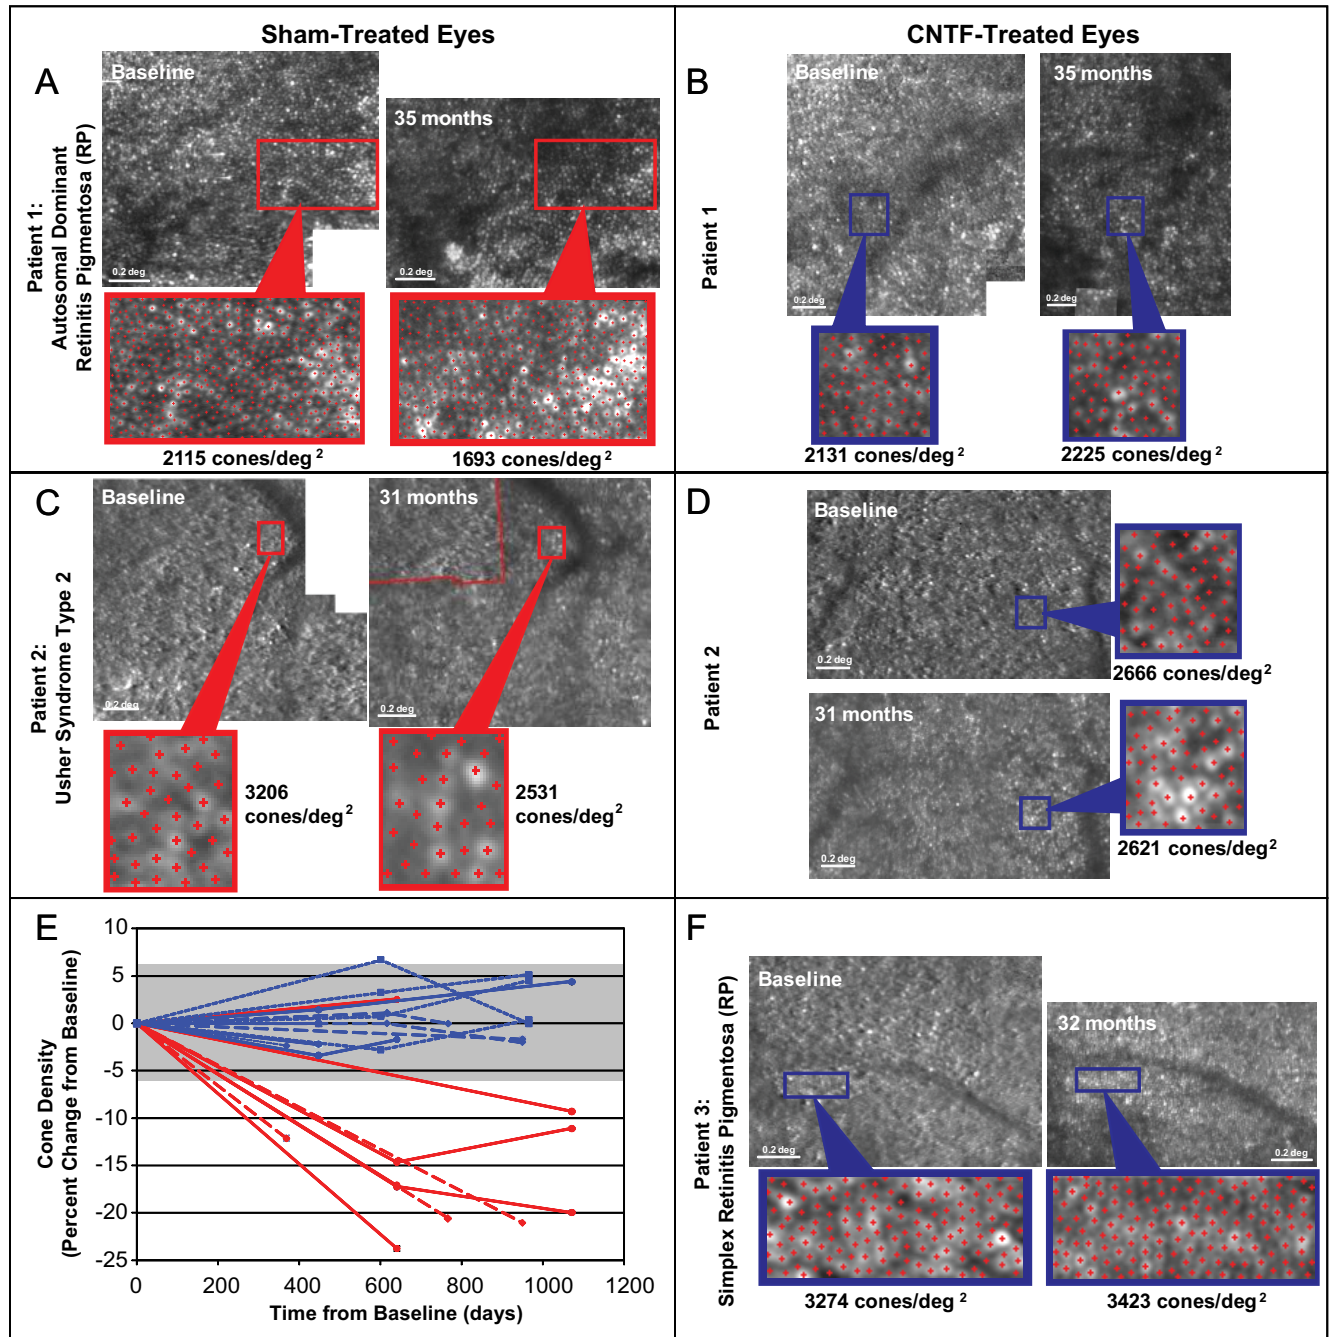 Sham-Treated Eyes
CNTF-Treated Eyes
A
Patient 1:
Autosomal Dominant
Retinitis Pigmentosa (RP)
Baseline
0.2 deg
35 months
0.2 deg
2115 cones/deg²
1693 cones/deg²
B
Patient 1
Baseline
0.2 deg
35 months
0.2 deg
2131 cones/deg²
2225 cones/deg²
C
Patient 2:
Usher Syndrome Type 2
Baseline
0.2 deg
31 months
0.2 deg
3206
cones/deg²
2531
cones/deg²
D
Patient 2
Baseline
0.2 deg
2666 cones/deg²
31 months
0.2 deg
2621 cones/deg²
E
Cone Density
(Percent Change from Baseline)
10
5
0
-5
-10
-15
-20
-25
0 200 400 600 800 1000 1200
Time from Baseline (days)
F
Patient 3:
Simplex Retinitis Pigmentosa (RP)
Baseline
0.2 deg
32 months
0.2 deg
3274 cones/deg²
3423 cones/deg²